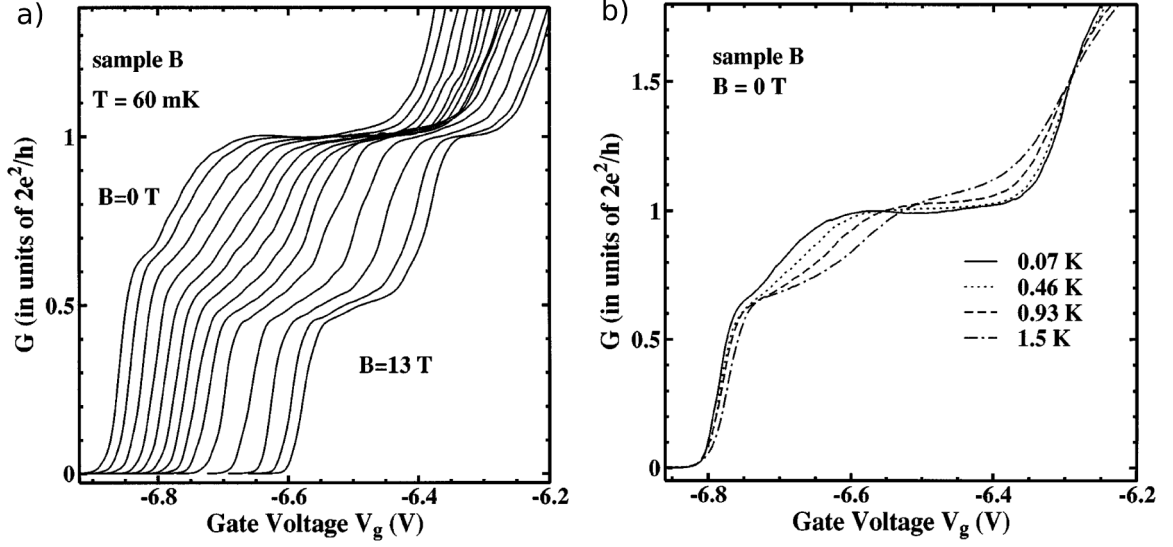 a)
sample B
T = 60 mK
B=0 T
B=13 T
G (in units of 2e²/h)
1
0.5
0
-6.8
-6.6
-6.4
-6.2
Gate Voltage V_g (V)
b)
sample B
B = 0 T
0.07 K
0.46 K
0.93 K
1.5 K
G (in units of 2e²/h)
1.5
1
0.5
0
-6.8
-6.6
-6.4
-6.2
Gate Voltage V_g (V)